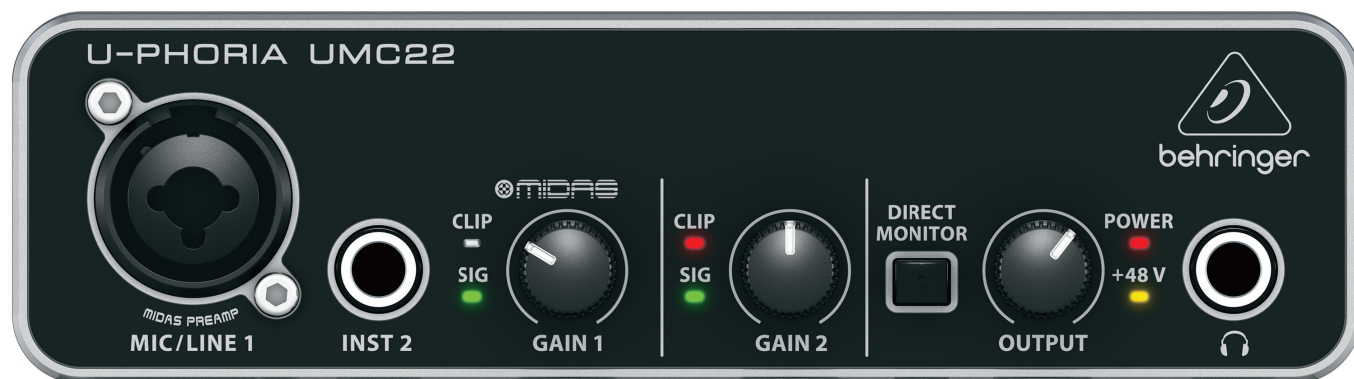 U-PHORIA UMC22
behringer
MIDAS
CLIP
SIG
CLIP
SIG
DIRECT
MONITOR
POWER
+48 V
MIDAS PREAMP
MIC/LINE 1
INST 2
GAIN 1
GAIN 2
OUTPUT